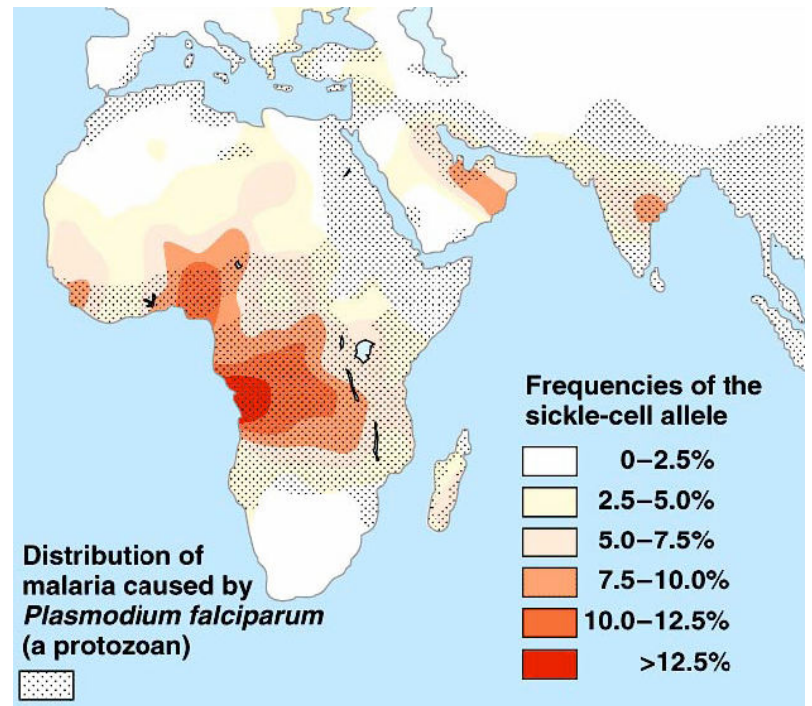 Frequencies of the
sickle-cell allele
0–2.5%
2.5–5.0%
5.0–7.5%
7.5–10.0%
10.0–12.5%
>12.5%
Distribution of
malaria caused by
Plasmodium falciparum
(a protozoan)